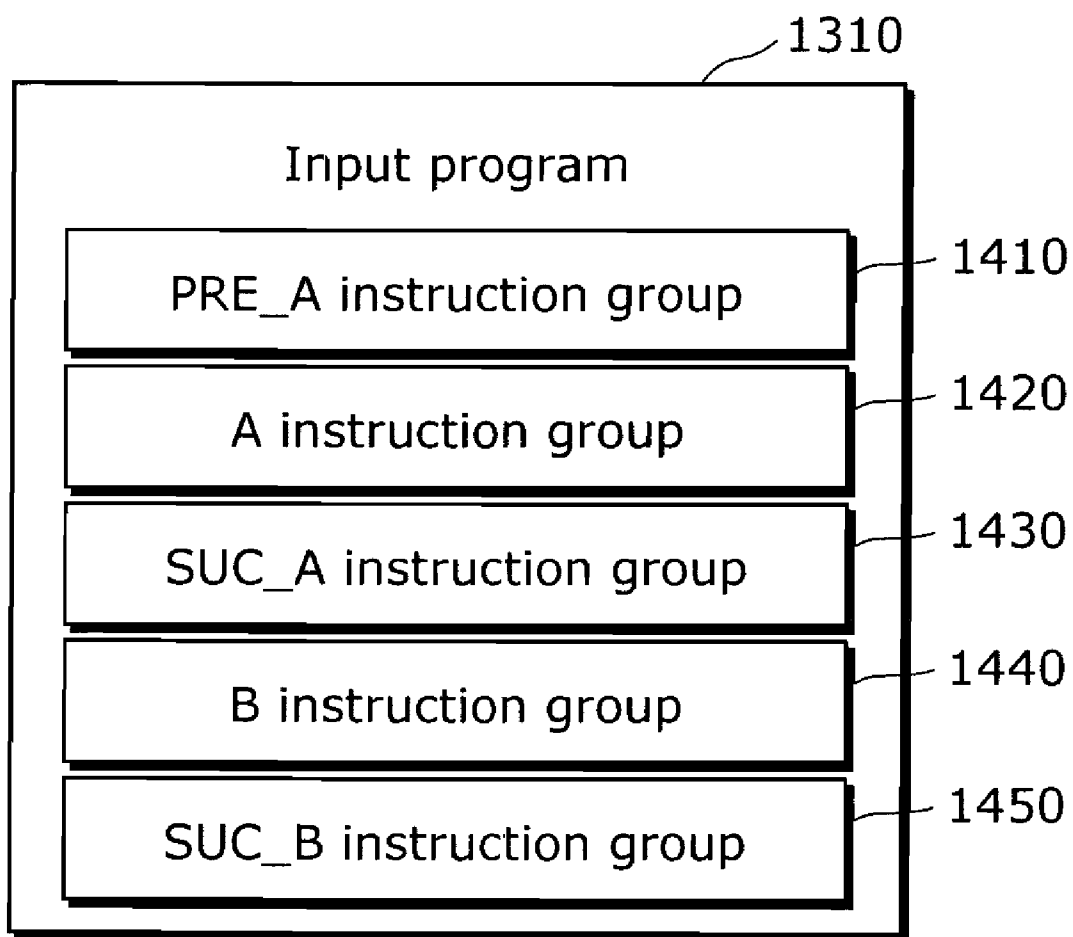 1310
Input program
PRE_A instruction group
1410
A instruction group
1420
SUC_A instruction group
1430
B instruction group
1440
SUC_B instruction group
1450